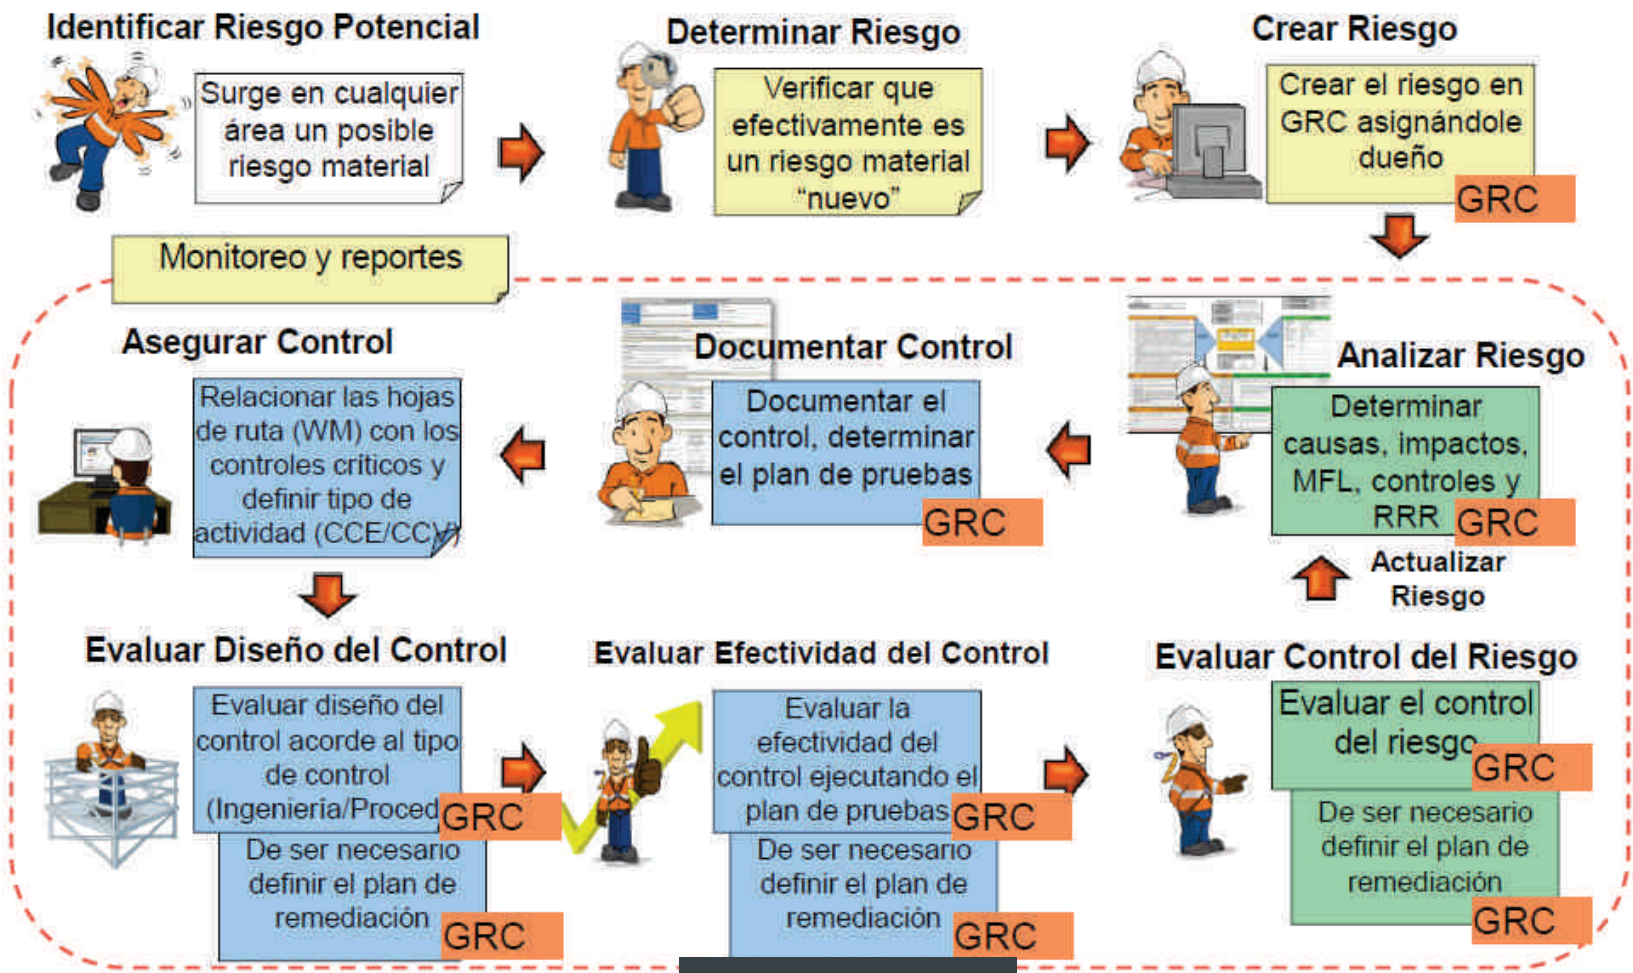 Identificar Riesgo Potencial
Surge en cualquier
área un posible
riesgo material
Determinar Riesgo
Verificar que
efectivamente es
un riesgo material
“nuevo”
Crear Riesgo
Crear el riesgo en
GRC asignándole
dueño
GRC
Monitoreo y reportes
Analizar Riesgo
Determinar
causas, impactos,
MFL, controles y
RRR
GRC
Documentar Control
Documentar el
control, determinar
el plan de pruebas
GRC
Asegurar Control
Relacionar las hojas
de ruta (WM) con los
controles críticos y
definir tipo de
actividad (CCE/CCV)
Evaluar Diseño del Control
Evaluar diseño del
control acorde al tipo
de control
(Ingeniería/Proced
GRC
De ser necesario
definir el plan de
remediación
GRC
Evaluar Efectividad del Control
Evaluar la
efectividad del
control ejecutando el
plan de pruebas
GRC
De ser necesario
definir el plan de
remediación
GRC
Evaluar Control del Riesgo
Evaluar el control
del riesgo
GRC
De ser necesario
definir el plan de
remediación
GRC
Actualizar
Riesgo